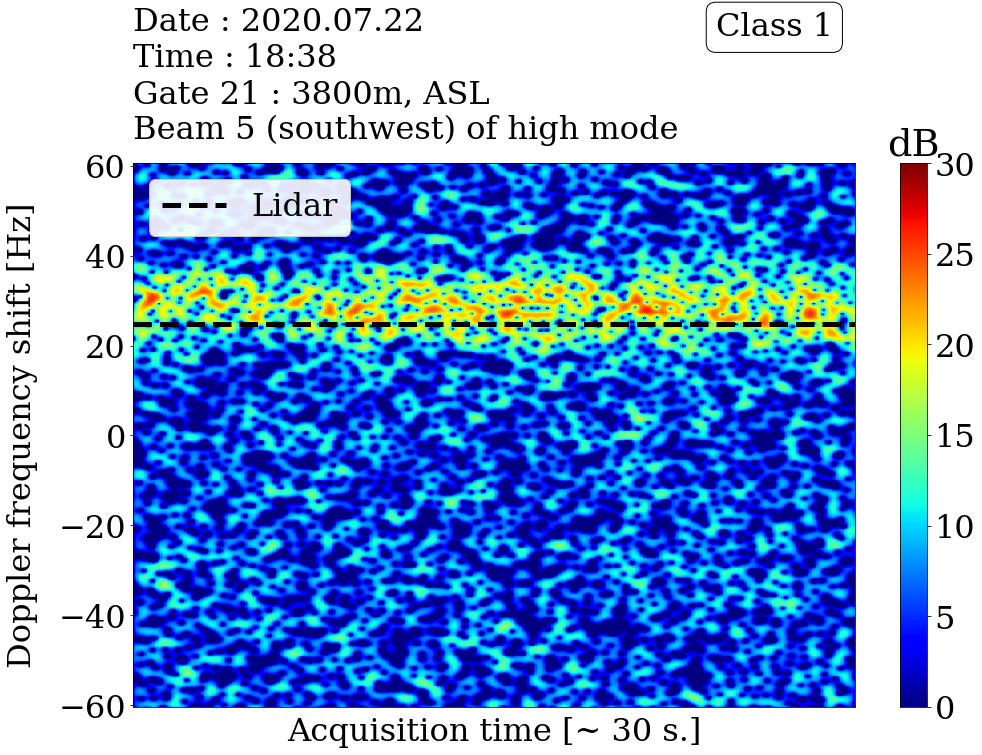 Date : 2020.07.22
Time : 18:38
Gate 21 : 3800m, ASL
Beam 5 (southwest) of high mode
Class 1
dB
Lidar
Doppler frequency shift [Hz]
60
40
20
0
−20
−40
−60
30
25
20
15
10
5
0
Acquisition time [~ 30 s.]